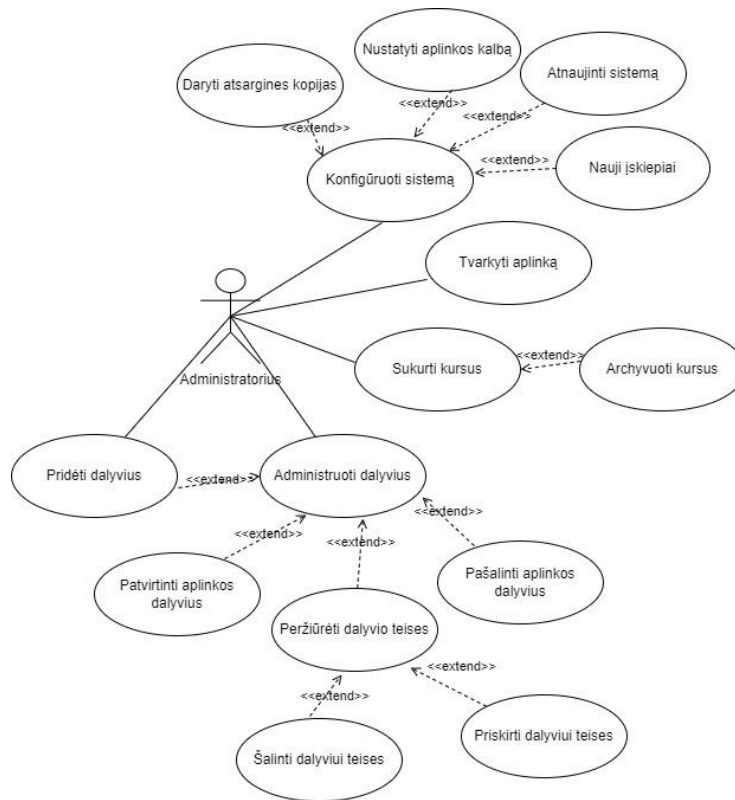 Nustatyti aplinkos kalbą
Daryti atsargines kopijas
Atnaujinti sistemą
<<extend>>
<<extend>>
<<extend>>
<<extend>>
Konfigūruoti sistemą
Nauji įskiepiai
Tvarkyti aplinką
Administratorius
Sukurti kursus
<<extend>>
Archyvuoti kursus
Pridėti dalyvius
<<extend>>
Administruoti dalyvius
<<extend>>
<<extend>>
<<extend>>
Patvirtinti aplinkos
dalyvius
Pašalinti aplinkos
dalyvius
Peržiūrėti dalyvio teises
<<extend>>
<<extend>>
Šalinti dalyviui teises
Priskirti dalyviui teises